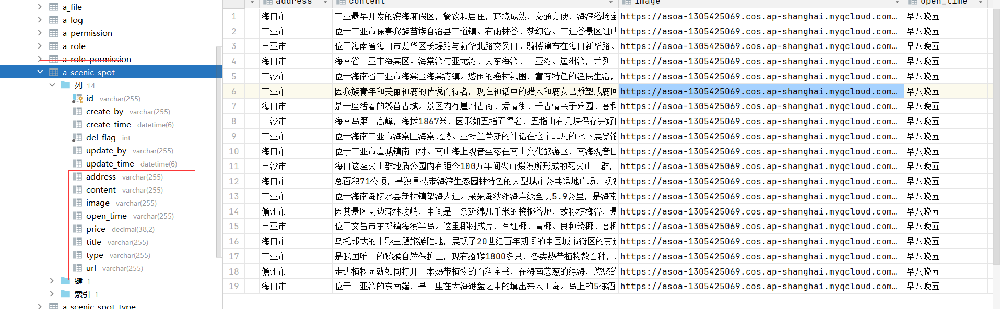 a_file
a_log
a_permission
a_role
a_role_permission
a_scenic_spot
列 14
id varchar(255)
create_by varchar(255)
create_time datetime(6)
del_flag int
update_by varchar(255)
update_time datetime(6)
address varchar(255)
content varchar(255)
image varchar(255)
open_time varchar(255)
price decimal(38,2)
title varchar(255)
type varchar(255)
url varchar(255)
键 1
索引 1
a_scenic_spot_type
address content image open_time
1 海口市 三亚最早开发的滨海度假区，餐饮和居住，环境成熟，交通方便，海滨浴场全 https://asoa-1305425069.cos.ap-shanghai.myqcloud.com… 早八晚五
2 三亚市 位于三亚市保亭黎族苗族自治县三道镇。有雨林谷、梦幻谷、三道谷景区组成 https://asoa-1305425069.cos.ap-shanghai.myqcloud.com… 早八晚五
3 三亚市 位于海南省海口市龙华区长堤路与新华北路交叉口。骑楼遍布在海口新华路、 https://asoa-1305425069.cos.ap-shanghai.myqcloud.com… 早八晚五
4 海口市 海南省三亚市海棠区。海棠湾与亚龙湾、大东海湾、三亚湾、崖洲湾，并列三 https://asoa-1305425069.cos.ap-shanghai.myqcloud.com… 早八晚五
5 三沙市 位于海南省三亚市海棠区海棠湾镇。悠闲的渔村氛围，富有特色的渔民生活， https://asoa-1305425069.cos.ap-shanghai.myqcloud.com… 早八晚五
6 三亚市 因黎族青年和美丽神鹿的传说而得名，现在神话中的猎人和鹿女已雕塑成鹿回 https://asoa-1305425069.cos.ap-shanghai.myqcloud.com… 早八晚五
7 海口市 是一座活着的黎苗古城。景区内有崖州古街、爱情街、千古情亲子乐园、高科 https://asoa-1305425069.cos.ap-shanghai.myqcloud.com… 早八晚五
8 三沙市 海南岛第一高峰，海拔1867米，因形如五指而得名，五指山有几块保存完好的 https://asoa-1305425069.cos.ap-shanghai.myqcloud.com… 早八晚五
9 三亚市 位于海南三亚市海棠区海棠北路。亚特兰蒂斯的神话在这个非凡的水下展览馆 https://asoa-1305425069.cos.ap-shanghai.myqcloud.com… 早八晚五
10 海口市 位于三亚市崖城镇南山村。南山海上观音坐落在南山文化旅游区，南海观音巨 https://asoa-1305425069.cos.ap-shanghai.myqcloud.com… 早八晚五
11 三沙市 海口这座火山群地质公园内有距今100万年间火山爆发所形成的死火山口群， https://asoa-1305425069.cos.ap-shanghai.myqcloud.com… 早八晚五
12 海口市 总面积71公顷，是独具热带海滨生态园林特色的大型城市公共绿地广场，观赏 https://asoa-1305425069.cos.ap-shanghai.myqcloud.com… 早八晚五
13 三亚市 位于海南岛陵水县新村镇望海大道。呆呆岛沙滩海岸线全长5.9公里，是海南 https://asoa-1305425069.cos.ap-shanghai.myqcloud.com… 早八晚五
14 儋州市 因其景区两边森林峻峭，中间是一条延绵几千米的槟榔谷地，故称槟榔谷，景 https://asoa-1305425069.cos.ap-shanghai.myqcloud.com… 早八晚五
15 三亚市 位于文昌市东郊镇海滨半岛。这里椰树成片，有红椰、青椰、良种矮椰、高椰 https://asoa-1305425069.cos.ap-shanghai.myqcloud.com… 早八晚五
16 海口市 乌托邦式的电影主题旅游胜地，展现了20世纪百年期间的中国城市街区的变迁 https://asoa-1305425069.cos.ap-shanghai.myqcloud.com… 早八晚五
17 三亚市 是我国唯一的猕猴自然保护区，现有猕猴1800多只，各类热带植物数百种， https://asoa-1305425069.cos.ap-shanghai.myqcloud.com… 早八晚五
18 儋州市 走进植物园就如同打开一本热带植物的百科全书，在海南葱葱的绿海，悠悠的 https://asoa-1305425069.cos.ap-shanghai.myqcloud.com… 早八晚五
19 海口市 位于三亚湾的东南端，是一座在大海礁盘之中的填出来人工岛。岛上的5栋酒 https://asoa-1305425069.cos.ap-shanghai.myqcloud.com… 早八晚五